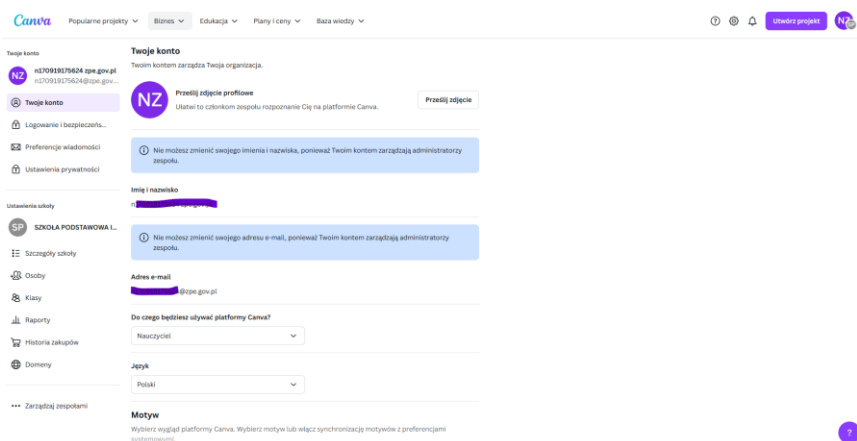 Canva Popularne projekty Biznes Edukacja Plany i ceny Baza wiedzy Utwórz projekt NZ
Twoje konto
NZ
n170919175624 zpe.gov.pl
n170919175624@zpe.gov...
Twoje konto
Logowanie i bezpieczeńs...
Preferencje wiadomości
Ustawienia prywatności
Ustawienia szkoły
SP SZKOŁA PODSTAWOWA I...
Szczegóły szkoły
Osoby
Klasy
Raporty
Historia zakupów
Domeny
Zarządzaj zespołami
Twoje konto
Twoim kontem zarządza Twoja organizacja.
NZ
Prześlij zdjęcie profilowe
Ułatwi to członkom zespołu rozpoznanie Cię na platformie Canva.
Prześlij zdjęcie
Nie możesz zmienić swojego imienia i nazwiska, ponieważ Twoim kontem zarządzają administratorzy
zespołu.
Imię i nazwisko
Nie możesz zmienić swojego adresu e-mail, ponieważ Twoim kontem zarządzają administratorzy
zespołu.
Adres e-mail
@zpe.gov.pl
Do czego będziesz używać platformy Canva?
Nauczyciel
Język
Polski
Motyw
Wybierz wygląd platformy Canva. Wybierz motyw lub włącz synchronizację motywów z preferencjami
systemowymi.
?